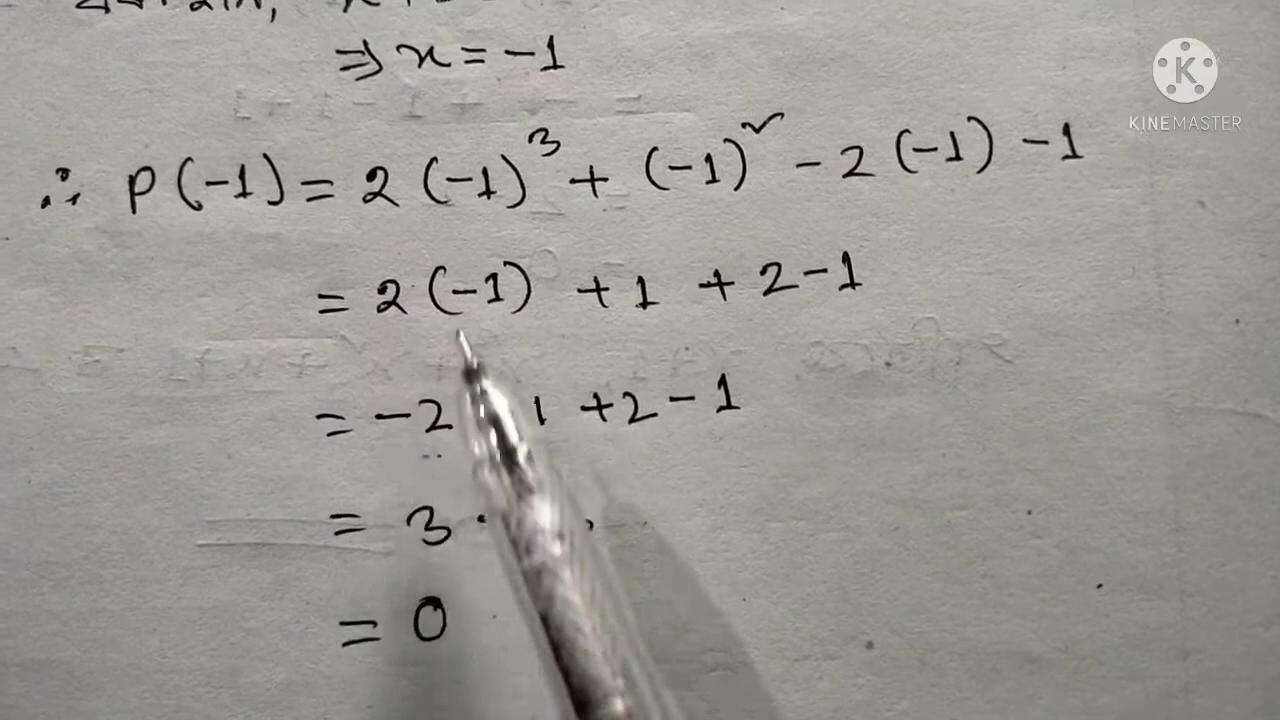 ⇒ x = -1
∴ P(-1) = 2(-1)³ + (-1)² - 2(-1) - 1
= 2(-1) + 1 + 2 - 1
= -2 1 + 2 - 1
= 3
= 0
KINEMASTER